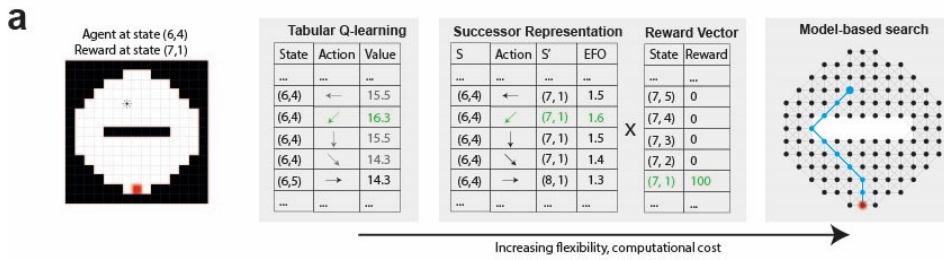 a
Agent at state (6,4)
Reward at state (7,1)
Tabular Q-learning
State Action Value
... ... ...
(6,4) ← 15.5
(6,4) ↙ 16.3
(6,4) ↓ 15.5
(6,4) ↘ 14.3
(6,5) → 14.3
... ... ...
Successor Representation
S Action S' EFO
... ... ... ...
(6,4) ← (7, 1) 1.5
(6,4) ↙ (7, 1) 1.6
(6,4) ↓ (7, 1) 1.5
(6,4) ↘ (7, 1) 1.4
(6,4) → (8, 1) 1.3
... ... ... ...
X
Reward Vector
State Reward
... ...
(7, 5) 0
(7, 4) 0
(7, 3) 0
(7, 2) 0
(7, 1) 100
... ...
Model-based search
Increasing flexibility, computational cost